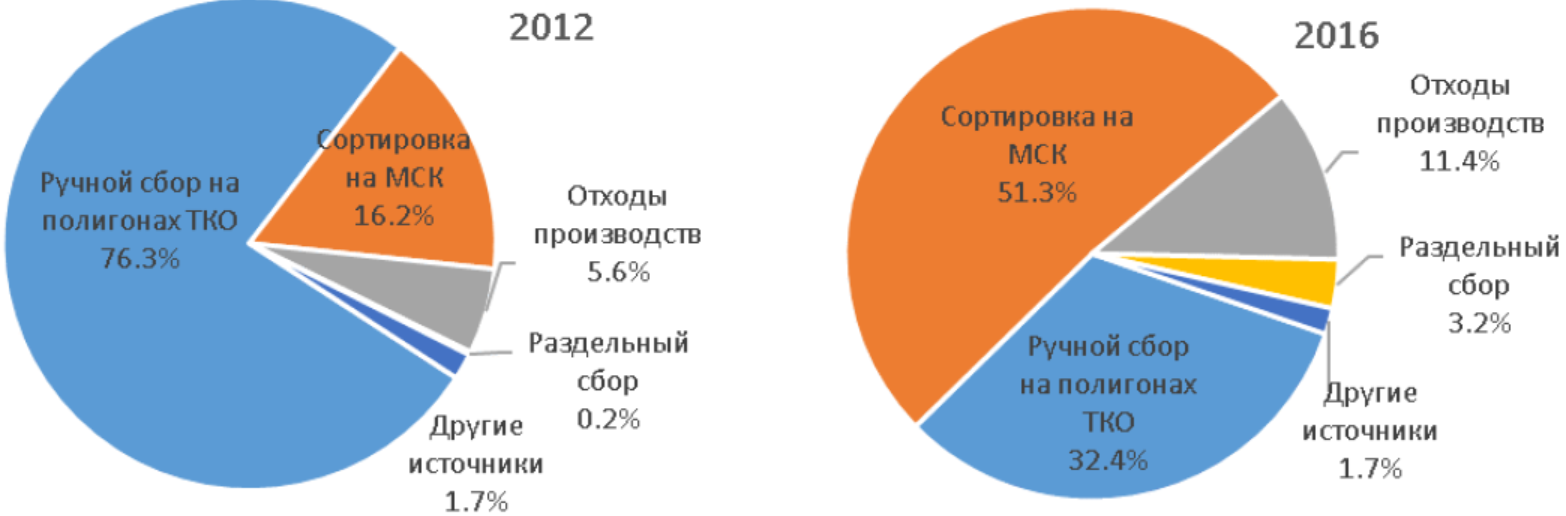 2012
Ручной сбор на
полигонах ТКО
76.3%
Сортировка
на МСК
16.2%
Отходы
производств
5.6%
Раздельный
сбор
0.2%
Другие
источники
1.7%
2016
Сортировка на
МСК
51.3%
Отходы
производств
11.4%
Раздельный
сбор
3.2%
Ручной сбор
на полигонах
ТКО
32.4%
Другие
источники
1.7%